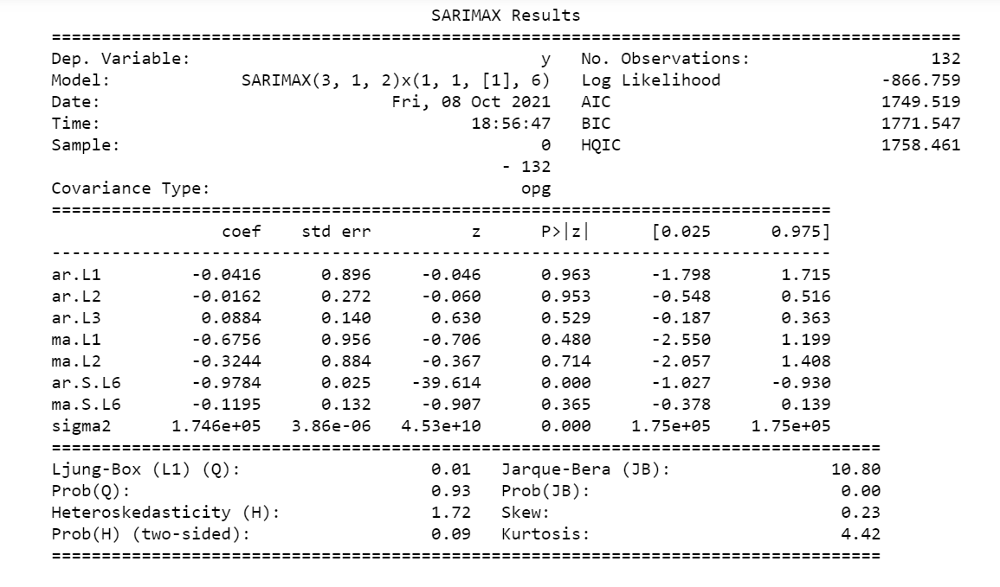 SARIMAX Results
==========================================================================================
Dep. Variable: y No. Observations: 132
Model: SARIMAX(3, 1, 2)x(1, 1, [1], 6) Log Likelihood -866.759
Date: Fri, 08 Oct 2021 AIC 1749.519
Time: 18:56:47 BIC 1771.547
Sample: 0 HQIC 1758.461
- 132
Covariance Type: opg
==============================================================================
coef std err z P>|z| [0.025 0.975]
------------------------------------------------------------------------------
ar.L1 -0.0416 0.896 -0.046 0.963 -1.798 1.715
ar.L2 -0.0162 0.272 -0.060 0.953 -0.548 0.516
ar.L3 0.0884 0.140 0.630 0.529 -0.187 0.363
ma.L1 -0.6756 0.956 -0.706 0.480 -2.550 1.199
ma.L2 -0.3244 0.884 -0.367 0.714 -2.057 1.408
ar.S.L6 -0.9784 0.025 -39.614 0.000 -1.027 -0.930
ma.S.L6 -0.1195 0.132 -0.907 0.365 -0.378 0.139
sigma2 1.746e+05 3.86e-06 4.53e+10 0.000 1.75e+05 1.75e+05
===================================================================================
Ljung-Box (L1) (Q): 0.01 Jarque-Bera (JB): 10.80
Prob(Q): 0.93 Prob(JB): 0.00
Heteroskedasticity (H): 1.72 Skew: 0.23
Prob(H) (two-sided): 0.09 Kurtosis: 4.42
===================================================================================